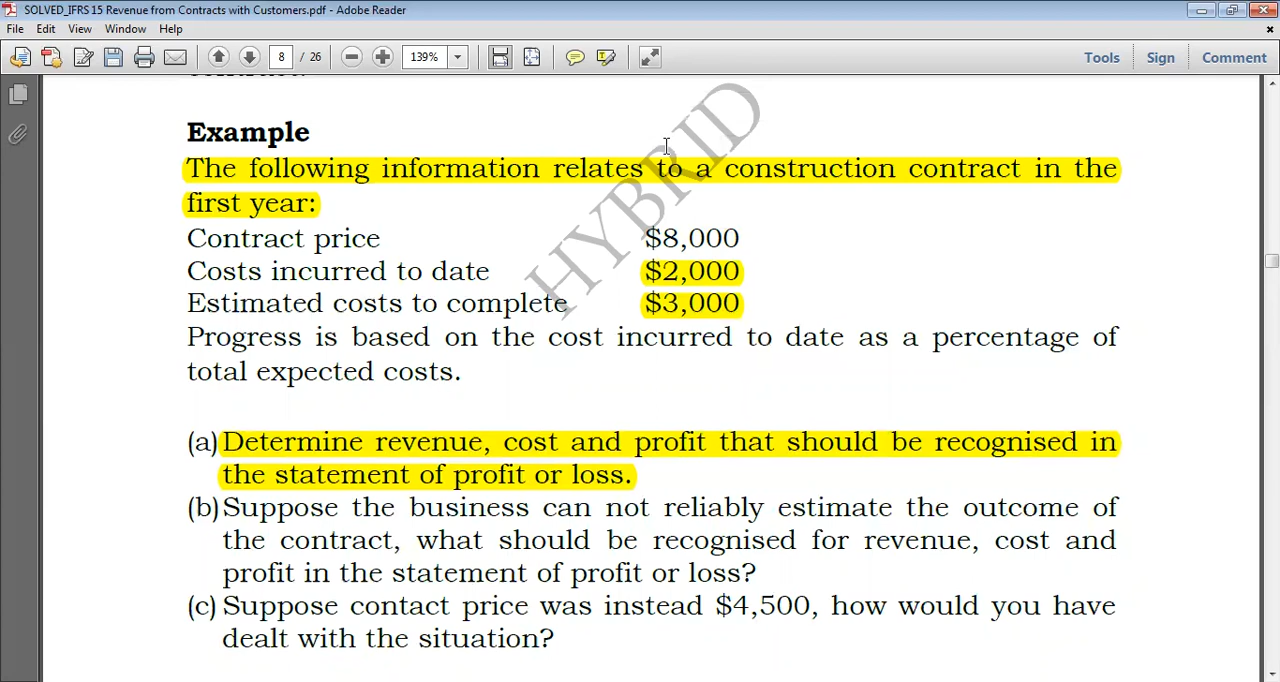 SOLVED_IFRS 15 Revenue from Contracts with Customers.pdf - Adobe Reader
File Edit View Window Help
8 / 26 139% Tools Sign Comment
Example
The following information relates to a construction contract in the
first year:
Contract price $8,000
Costs incurred to date $2,000
Estimated costs to complete $3,000
Progress is based on the cost incurred to date as a percentage of
total expected costs.
(a) Determine revenue, cost and profit that should be recognised in
the statement of profit or loss.
(b) Suppose the business can not reliably estimate the outcome of
the contract, what should be recognised for revenue, cost and
profit in the statement of profit or loss?
(c) Suppose contact price was instead $4,500, how would you have
dealt with the situation?
HYBRID